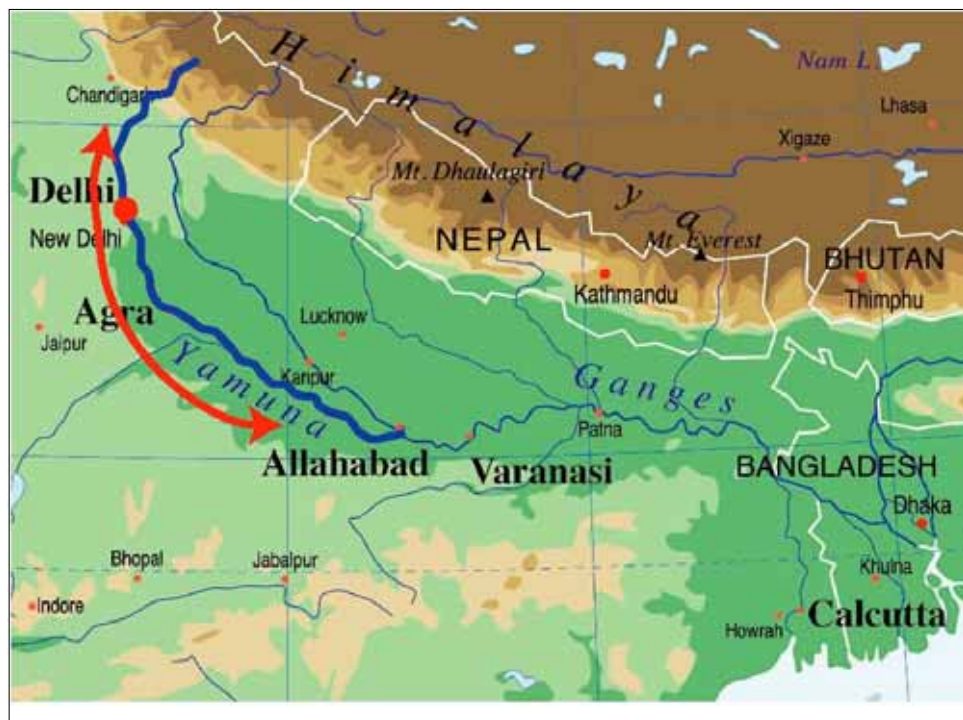 Himalaya
Nam L.
Chandigarh
Lhasa
Xigaze
Mt. Dhaulagiri
Delhi
New Delhi
NEPAL
Mt. Everest
BHUTAN
Kathmandu
Thimphu
Agra
Lucknow
Jaipur
Kanpur
Yamuna
Ganges
Patna
Allahabad
Varanasi
BANGLADESH
Dhaka
Bhopal
Jabalpur
Khulna
Indore
Howrah
Calcutta